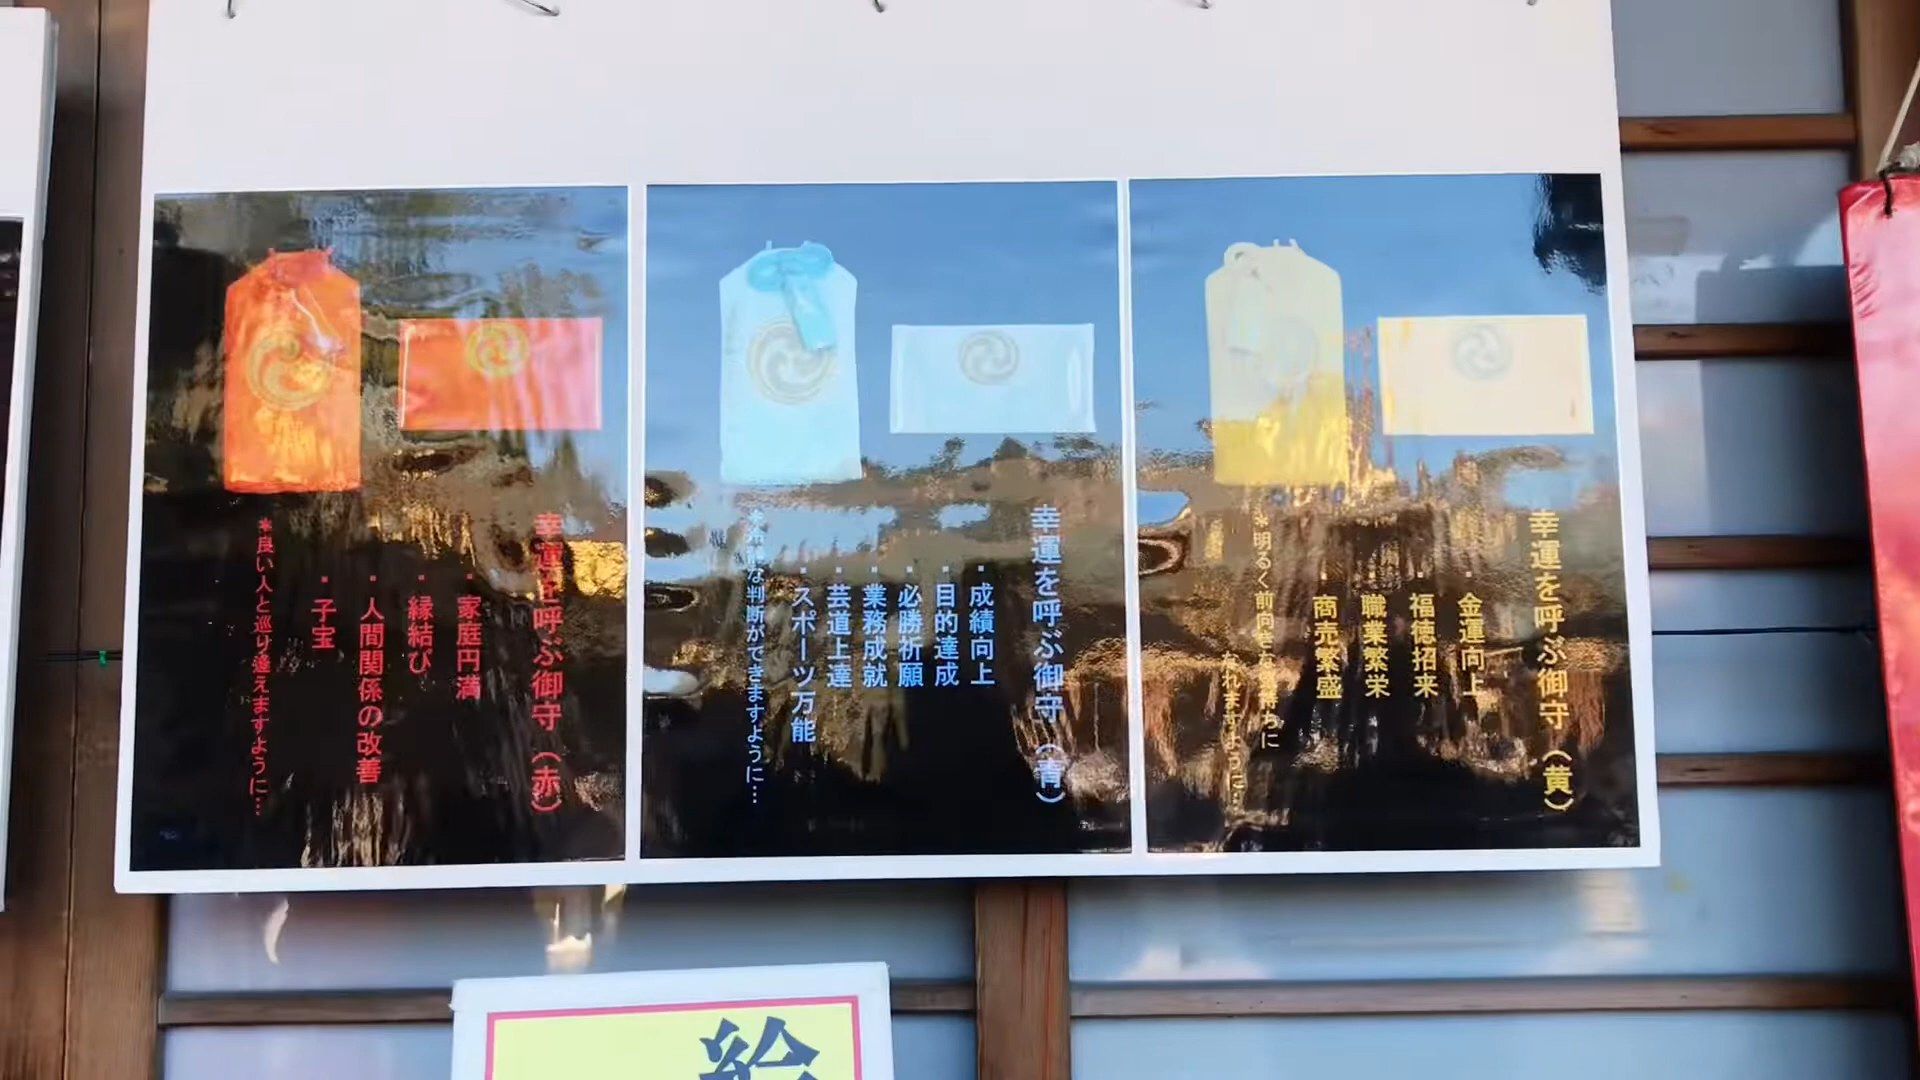 幸運を呼ぶ御守（黄）
・金運向上
・福徳招来
・職業繁栄
・商売繁盛
＊明るく前向きな気持ちに
なれますように…
幸運を呼ぶ御守（青）
・成績向上
・目的達成
・必勝祈願
・業務成就
・芸道上達
・スポーツ万能
な判断ができますように…
幸運を呼ぶ御守（赤）
・家庭円満
・縁結び
・人間関係の改善
・子宝
＊良い人と巡り逢えますように…
絵